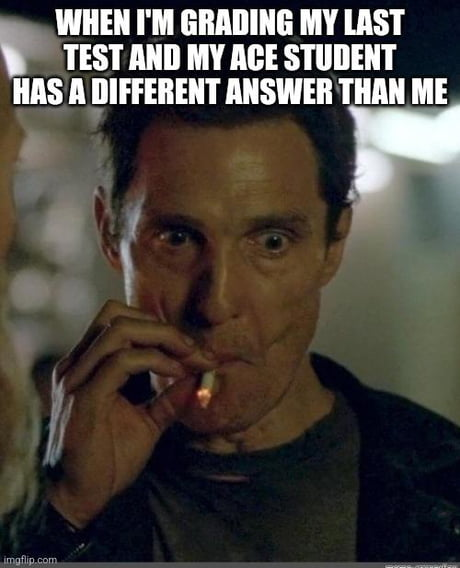 WHEN I'M GRADING MY LAST
TEST AND MY ACE STUDENT
HAS A DIFFERENT ANSWER THAN ME
imgflip.com